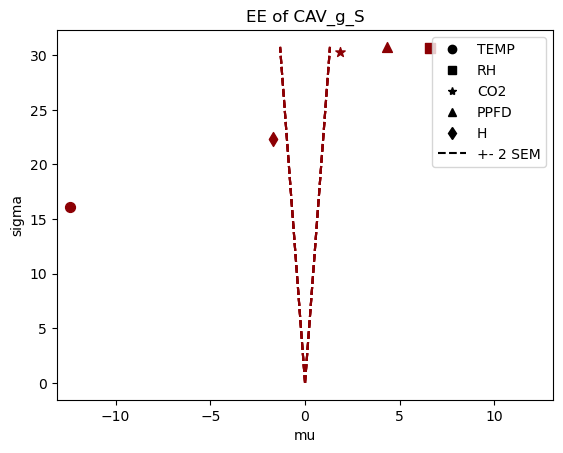 EE of CAV_g_S
TEMP
RH
CO2
PPFD
H
+- 2 SEM
sigma
30
25
20
15
10
5
0
−10
−5
0
5
10
mu